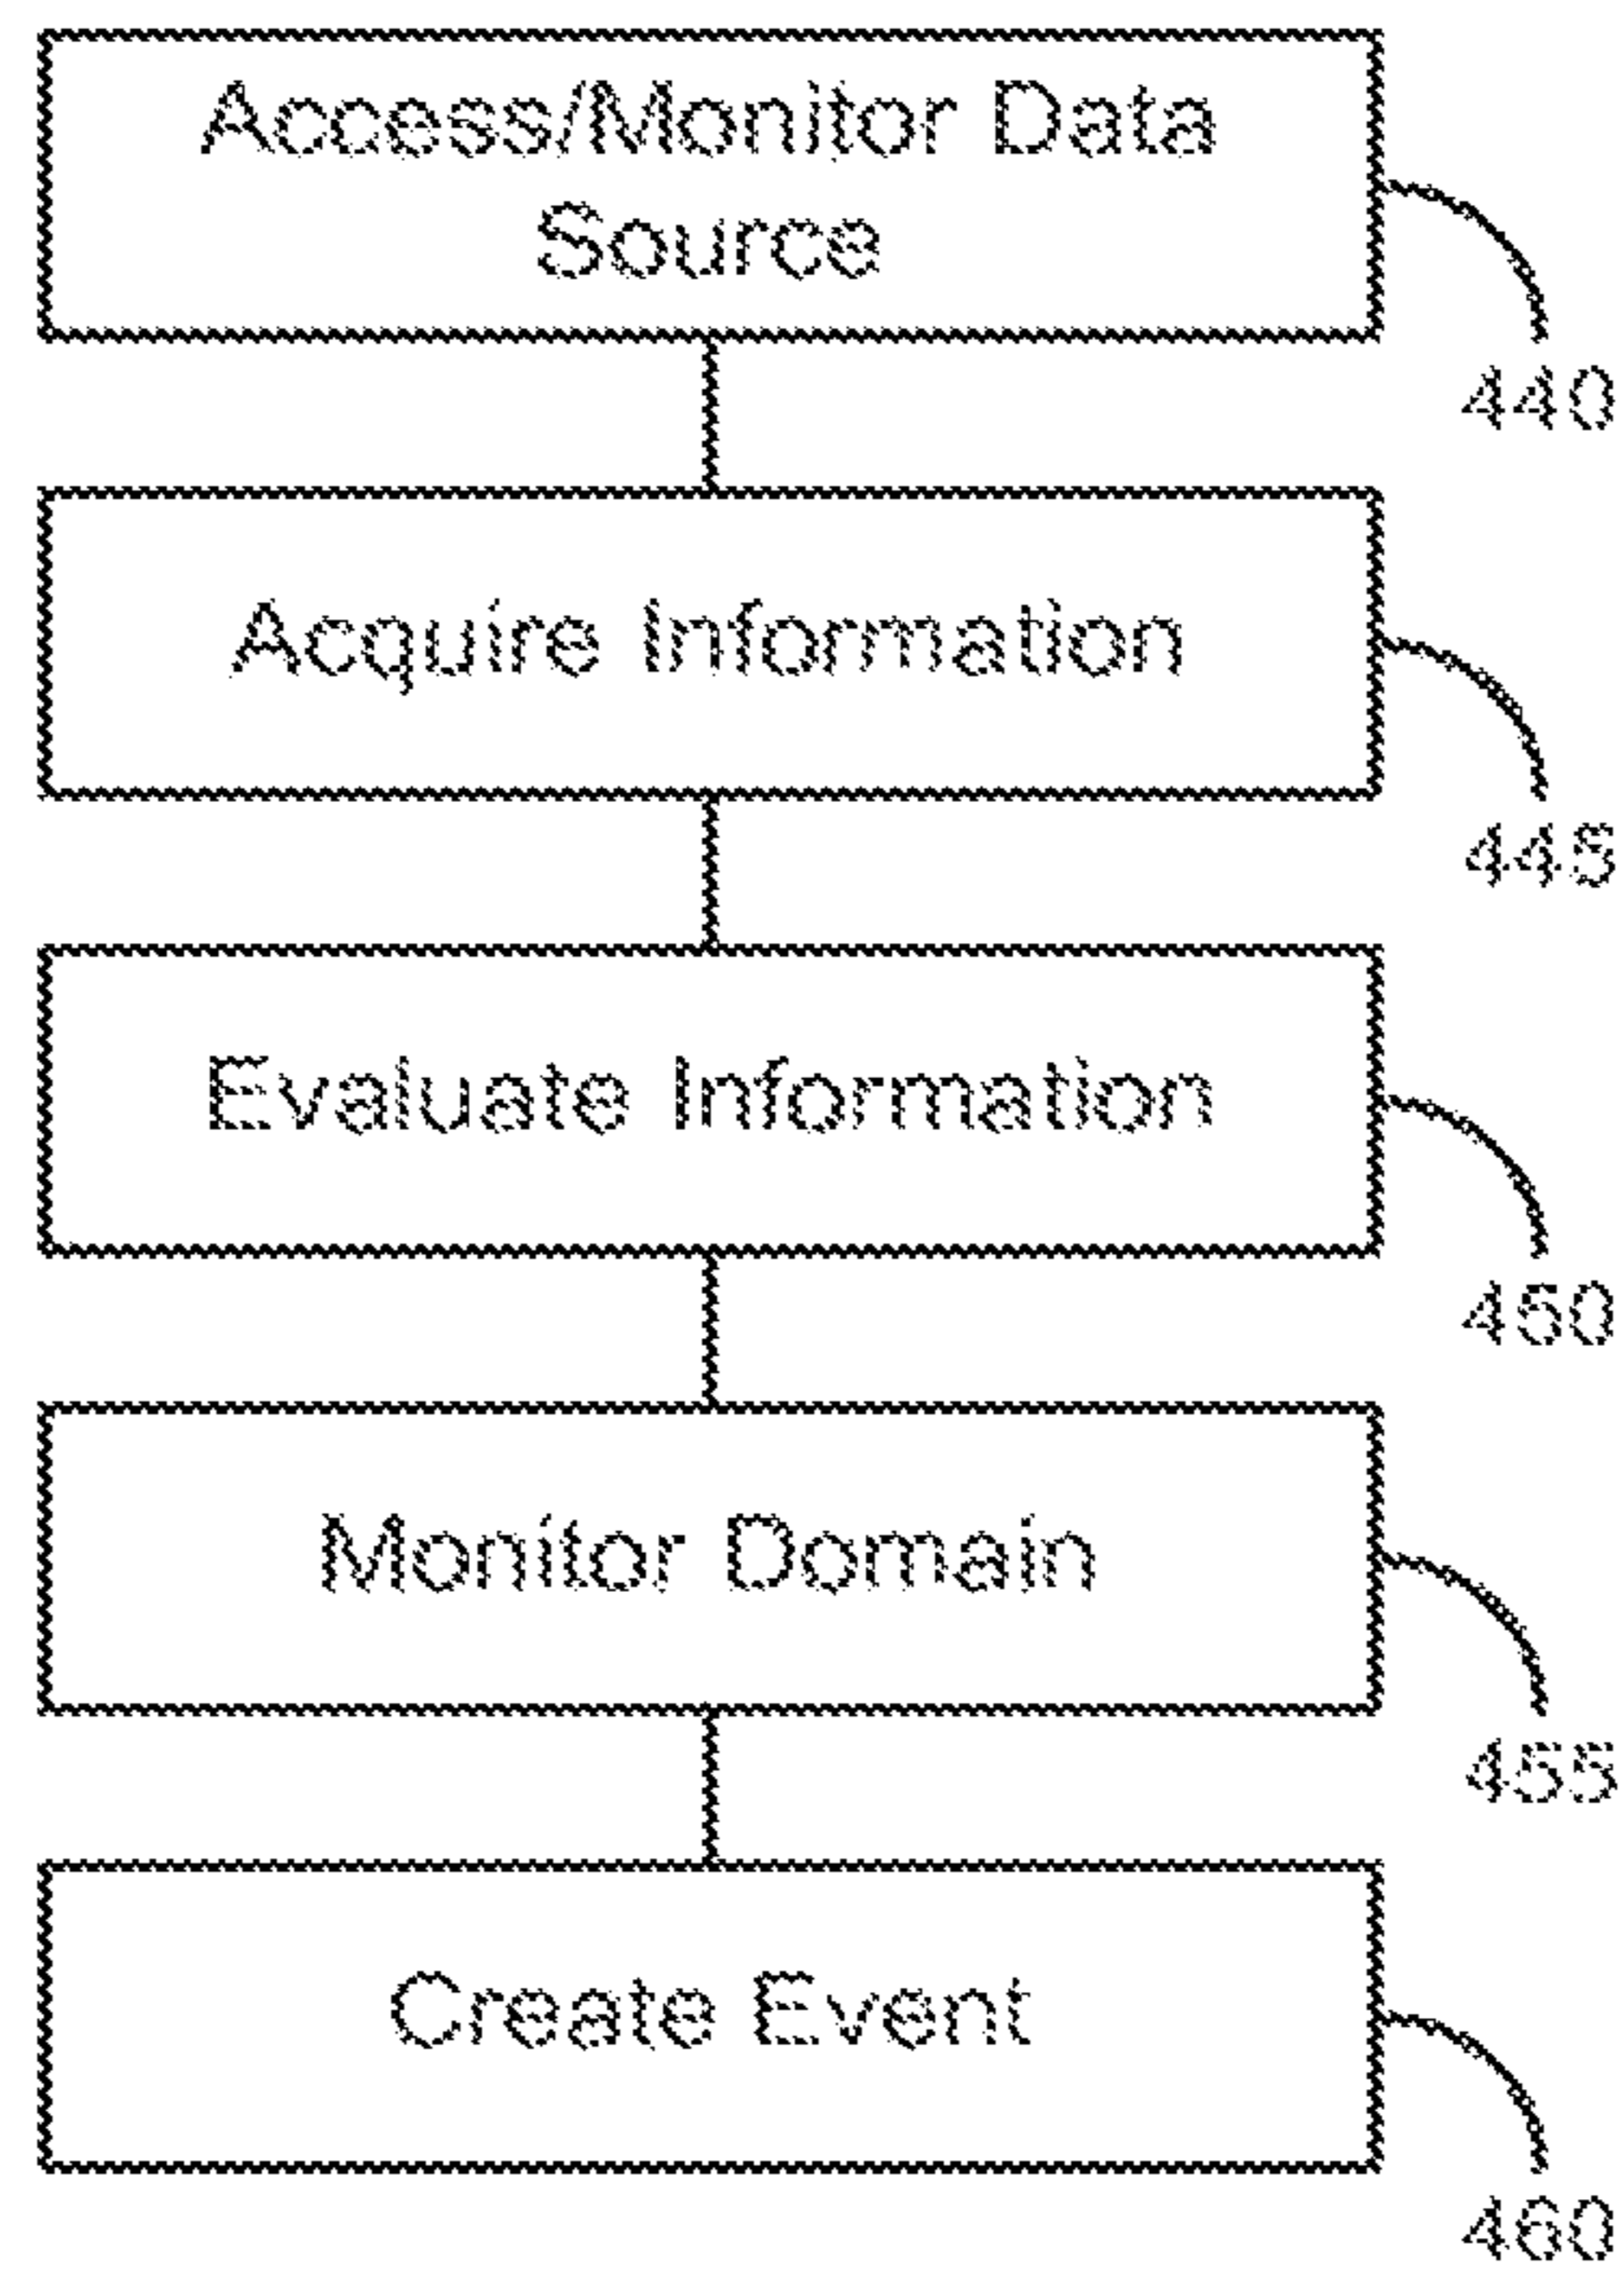 Access/Monitor Data
Source
440
Acquire Information
445
Evaluate Information
450
Monitor Domain
455
Create Event
460